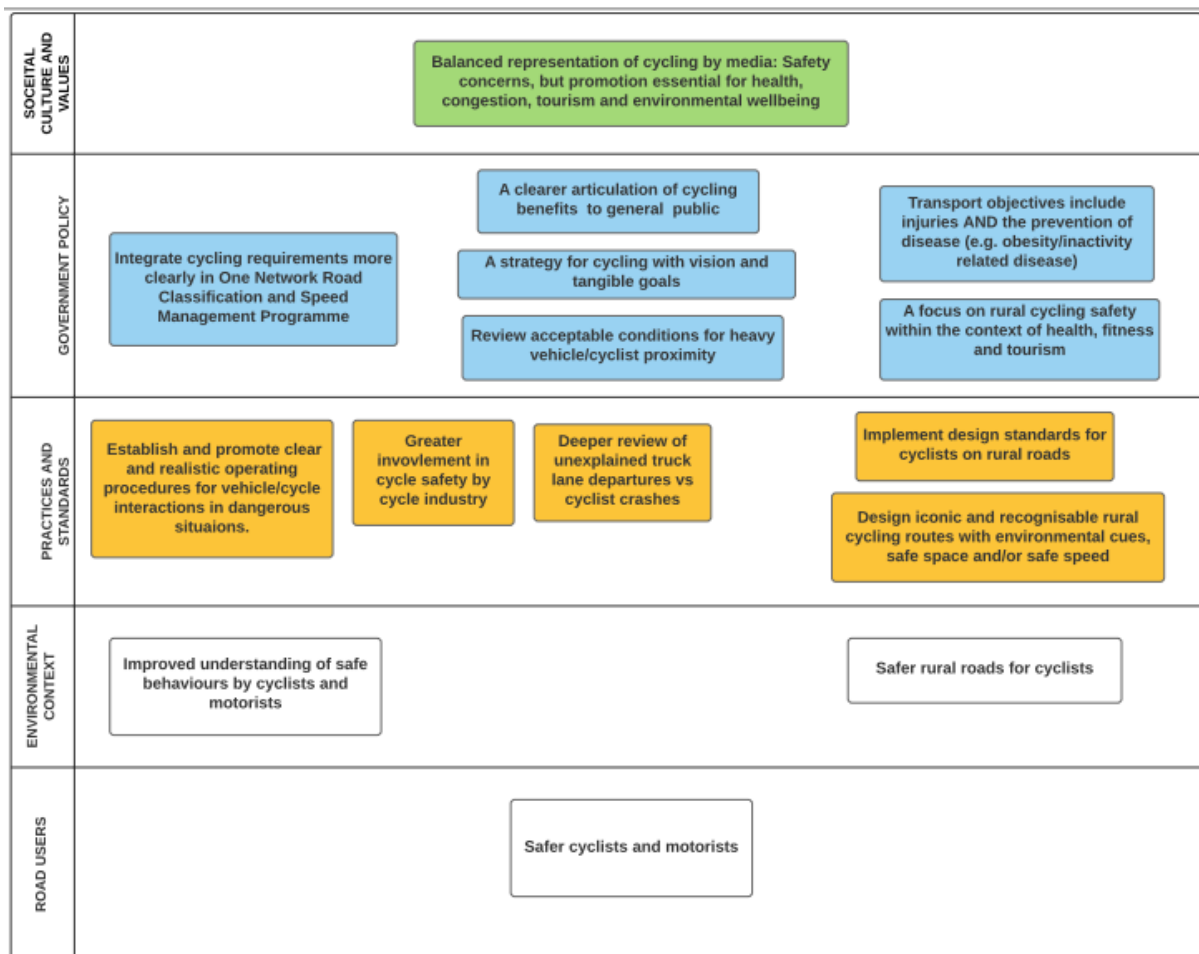 SOCEITAL
CULTURE AND
VALUES
Balanced representation of cycling by media: Safety
concerns, but promotion essential for health,
congestion, tourism and environmental wellbeing
GOVERNMENT POLICY
Integrate cycling requirements more
clearly in One Network Road
Classification and Speed
Management Programme
A clearer articulation of cycling
benefits to general public
A strategy for cycling with vision and
tangible goals
Review acceptable conditions for heavy
vehicle/cyclist proximity
Transport objectives include
injuries AND the prevention of
disease (e.g. obesity/inactivity
related disease)
A focus on rural cycling safety
within the context of health, fitness
and tourism
PRACTICES AND
STANDARDS
Establish and promote clear
and realistic operating
procedures for vehicle/cycle
interactions in dangerous
situaions.
Greater
invovlement in
cycle safety by
cycle industry
Deeper review of
unexplained truck
lane departures vs
cyclist crashes
Implement design standards for
cyclists on rural roads
Design iconic and recognisable rural
cycling routes with environmental cues,
safe space and/or safe speed
ENVIRONMENTAL
CONTEXT
Improved understanding of safe
behaviours by cyclists and
motorists
Safer rural roads for cyclists
ROAD USERS
Safer cyclists and motorists